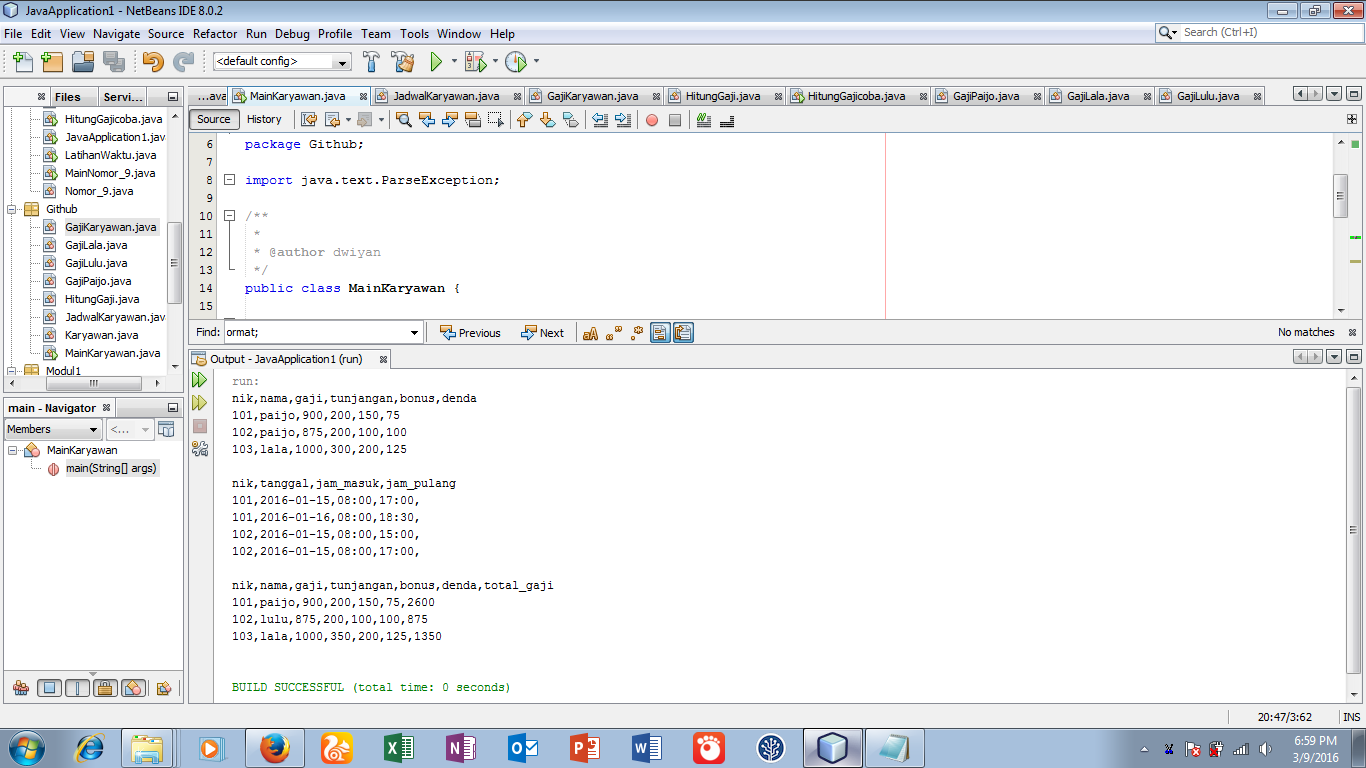 JavaApplication1 - NetBeans IDE 8.0.2
File Edit View Navigate Source Refactor Run Debug Profile Team Tools Window Help
Search (Ctrl+I)
<default config>
Files Servi...
...ava MainKaryawan.java JadwalKaryawan.java GajiKaryawan.java HitungGaji.java HitungGajicoba.java GajiPaijo.java GajiLala.java GajiLulu.java
HitungGajicoba.java
JavaApplication1.java
LatihanWaktu.java
MainNomor_9.java
Nomor_9.java
Github
GajiKaryawan.java
GajiLala.java
GajiLulu.java
GajiPaijo.java
HitungGaji.java
JadwalKaryawan.java
Karyawan.java
MainKaryawan.java
Modul1
Source History
6 package Github;
7
8 import java.text.ParseException;
9
10 /**
11 *
12 * @author dwiyan
13 */
14 public class MainKaryawan {
15
Find: ormat; Previous Next No matches
main - Navigator
Members <...
MainKaryawan
main(String[] args)
Output - JavaApplication1 (run)
run:
nik,nama,gaji,tunjangan,bonus,denda
101,paijo,900,200,150,75
102,paijo,875,200,100,100
103,lala,1000,300,200,125
nik,tanggal,jam_masuk,jam_pulang
101,2016-01-15,08:00,17:00,
101,2016-01-16,08:00,18:30,
102,2016-01-15,08:00,15:00,
102,2016-01-15,08:00,17:00,
nik,nama,gaji,tunjangan,bonus,denda,total_gaji
101,paijo,900,200,150,75,2600
102,lulu,875,200,100,100,875
103,lala,1000,350,200,125,1350
BUILD SUCCESSFUL (total time: 0 seconds)
20:47/3:62 INS
6:59 PM
3/9/2016